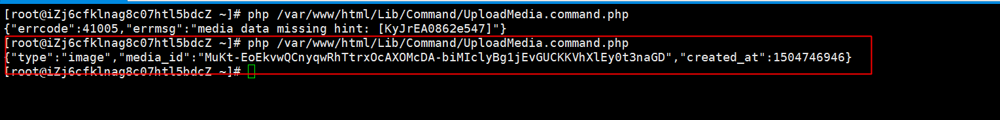 [root@iZj6cfklnag8c07htl5bdcZ ~]# php /var/www/html/Lib/Command/UploadMedia.command.php
{"errcode":41005,"errmsg":"media data missing hint: [KyJrEA0862e547]"}
[root@iZj6cfklnag8c07htl5bdcZ ~]# php /var/www/html/Lib/Command/UploadMedia.command.php
{"type":"image","media_id":"MuKt-EoEkvwQCnyqwRhTtrxOcAXOMcDA-biMIclyBg1jEvGUCKKVhXlEy0t3naGD","created_at":1504746946}
[root@iZj6cfklnag8c07htl5bdcZ ~]#